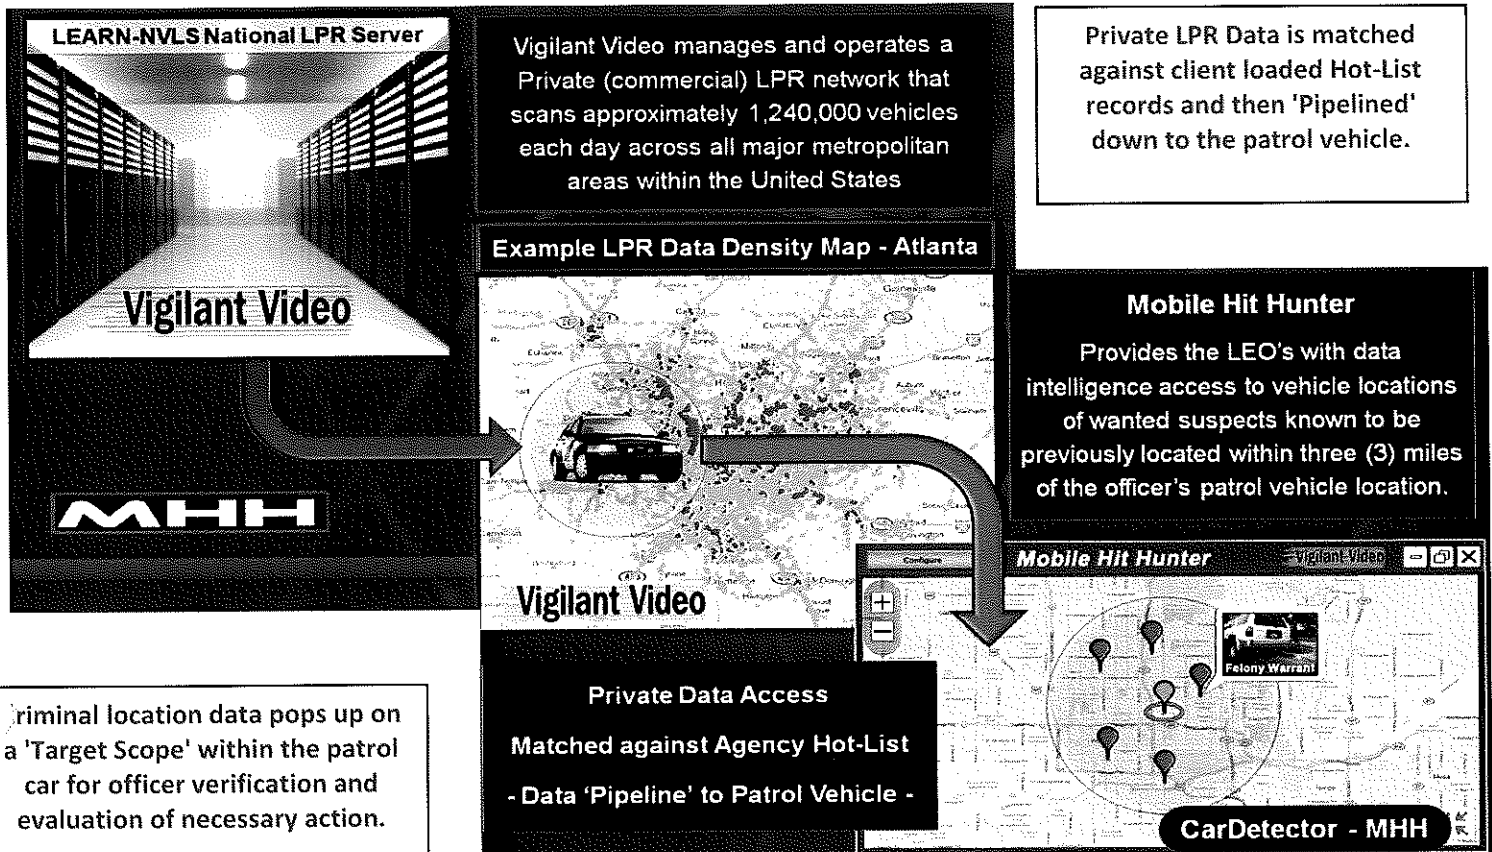 LEARN-NVLS National LPR Server
Vigilant Video
MHH
Vigilant Video manages and operates a
Private (commercial) LPR network that
scans approximately 1,240,000 vehicles
each day across all major metropolitan
areas within the United States
Private LPR Data is matched
against client loaded Hot-List
records and then 'Pipelined'
down to the patrol vehicle.
Example LPR Data Density Map - Atlanta
Vigilant Video
Mobile Hit Hunter
Provides the LEO's with data
intelligence access to vehicle locations
of wanted suspects known to be
previously located within three (3) miles
of the officer's patrol vehicle location.
Configure
Mobile Hit Hunter
Vigilant Video
Felony Warrant
riminal location data pops up on
a 'Target Scope' within the patrol
car for officer verification and
evaluation of necessary action.
Private Data Access
Matched against Agency Hot-List
- Data 'Pipeline' to Patrol Vehicle -
CarDetector - MHH